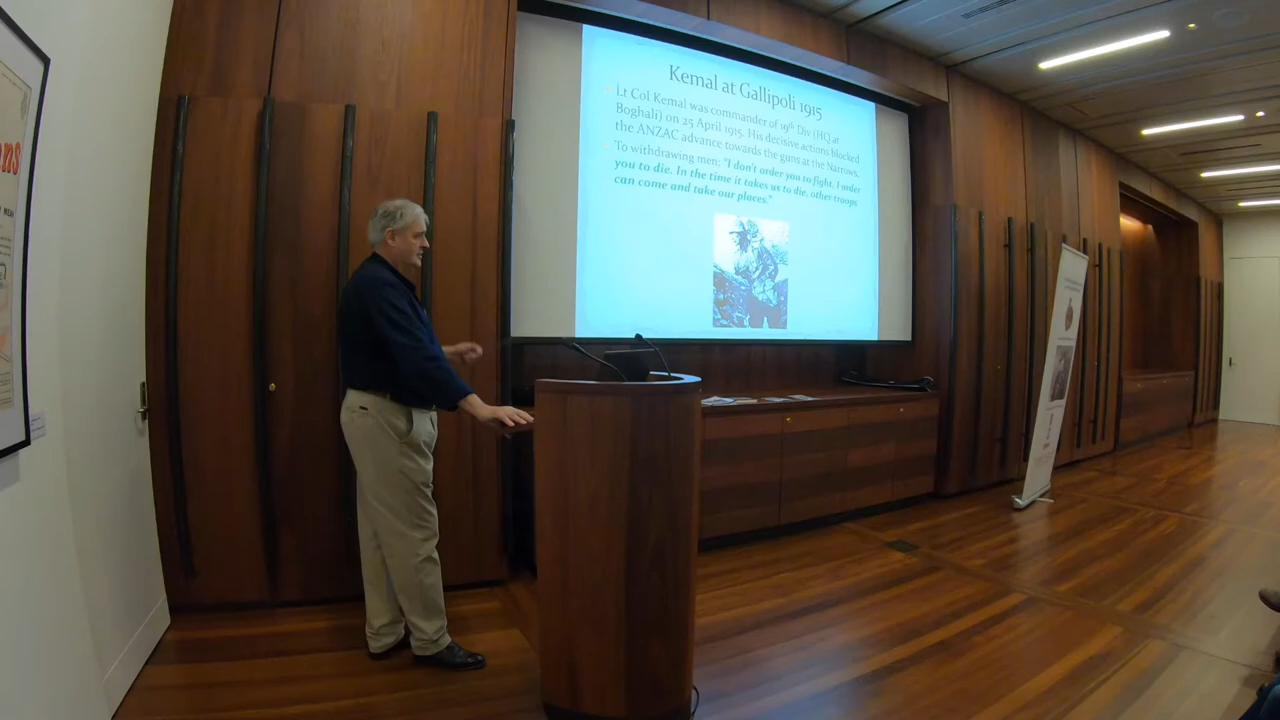 Kemal at Gallipoli 1915
Lt Col Kemal was commander of 19th Div (HQ at
Boghali) on 25 April 1915. His decisive actions blocked
the ANZAC advance towards the guns at the Narrows.
To withdrawing men; "I don't order you to fight, I order
you to die. In the time it takes us to die, other troops
can come and take our places."